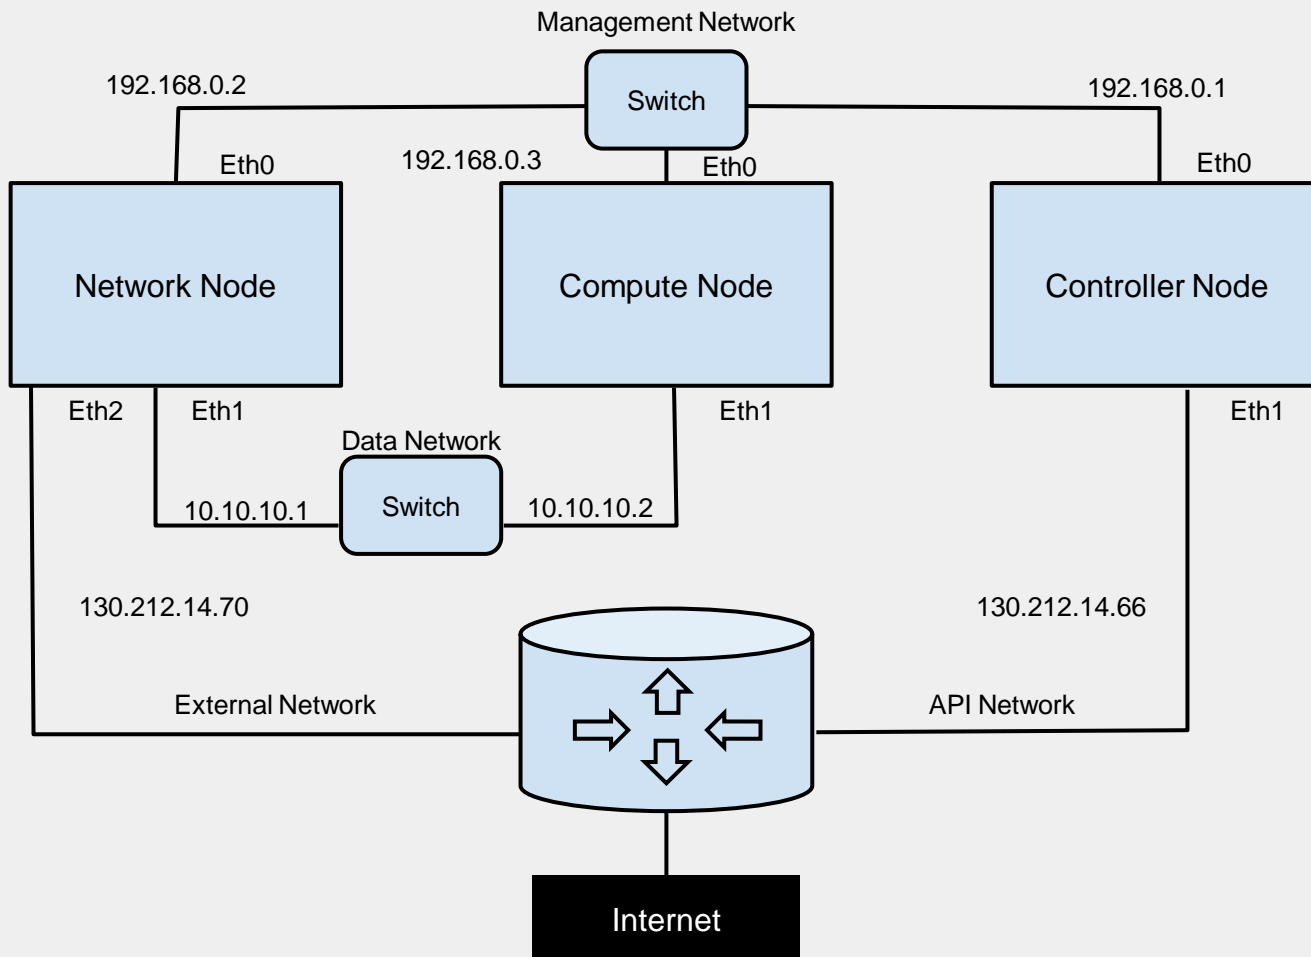 Management Network
192.168.0.2
Switch
192.168.0.1
192.168.0.3
Eth0
Eth0
Eth0
Network Node
Compute Node
Controller Node
Eth2
Eth1
Eth1
Eth1
Data Network
10.10.10.1
Switch
10.10.10.2
130.212.14.70
130.212.14.66
External Network
API Network
Internet